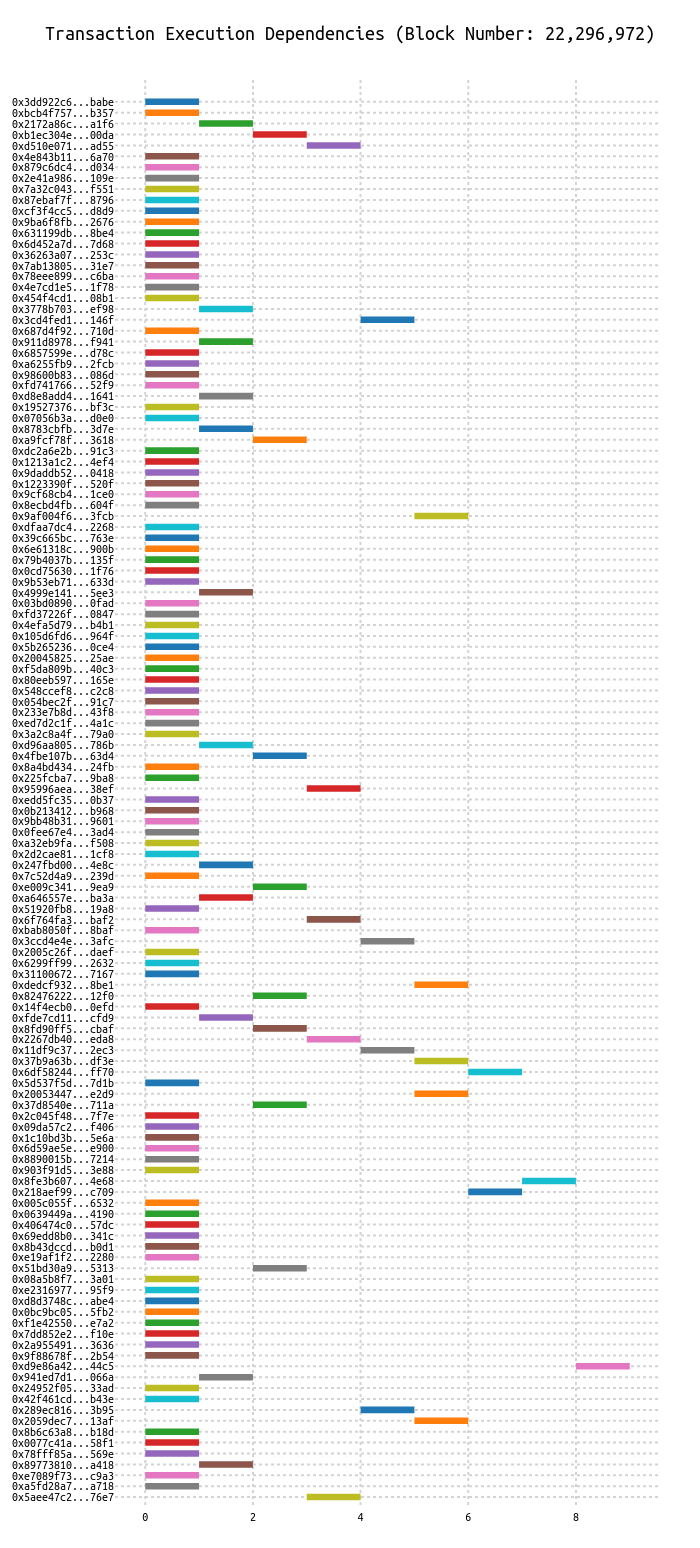 Transaction Execution Dependencies (Block Number: 22,296,972)
0x3dd922c6...babe
0xbcb4f757...b357
0x2172a86c...a1f6
0xb1ec304e...00da
0xd510e071...ad55
0x4e843b11...6a70
0x879c6dc4...d034
0x2e41a986...109e
0x7a32c043...f551
0x87ebaf7f...8796
0xcf3f4cc5...d8d9
0x9ba6f8fb...2676
0x631199db...8be4
0x6d452a7d...7d68
0x36263a07...253c
0x7ab13805...31e7
0x78eee899...c6ba
0x4e7cd1e5...1f78
0x454f4cd1...08b1
0x3778b703...ef98
0x3cd4fed1...146f
0x687d4f92...710d
0x911d8978...f941
0x6857599e...d78c
0xa6255fb9...2fcb
0x98600b83...086d
0xfd741766...52f9
0xd8e8add4...1641
0x19527376...bf3c
0x07056b3a...d0e0
0x8783cbfb...3d7e
0xa9fcf78f...3618
0xdc2a6e2b...91c3
0x1213a1c2...4ef4
0x9daddb52...0418
0x1223390f...520f
0x9cf68cb4...1ce0
0x8ecbd4fb...604f
0x9af004f6...3fcb
0xdfaa7dc4...2268
0x39c665bc...763e
0x6e61318c...900b
0x79b4037b...135f
0x0cd75630...1f76
0x9b53eb71...633d
0x4999e141...5ee3
0x03bd0890...0fad
0xfd37226f...0847
0x4efa5d79...b4b1
0x105d6fd6...964f
0x5b265236...0ce4
0x20045825...25ae
0xf5da809b...40c3
0x80eeb597...165e
0x548ccef8...c2c8
0x054bec2f...91c7
0x233e7b8d...43f8
0xed7d2c1f...4a1c
0x3a2c8a4f...79a0
0xd96aa805...786b
0x4fbe107b...63d4
0x8a4bd434...24fb
0x225fcba7...9ba8
0x95996aea...38ef
0xedd5fc35...0b37
0x0b213412...b968
0x9bb48b31...9601
0x0fee67e4...3ad4
0xa32eb9fa...f508
0x2d2cae81...1cf8
0x247fbd00...4e8c
0x7c52d4a9...239d
0xe009c341...9ea9
0xa646557e...ba3a
0x51920fb8...19a8
0x6f764fa3...baf2
0xbab8050f...8baf
0x3ccd4e4e...3afc
0x2005c26f...daef
0x6299ff99...2632
0x31100672...7167
0xdedcf932...8be1
0x82476222...12f0
0x14f4ecb0...0efd
0xfde7cd11...cfd9
0x8fd90ff5...cbaf
0x2267db40...eda8
0x11df9c37...2ec3
0x37b9a63b...df3e
0x6df58244...ff70
0x5d537f5d...7d1b
0x20053447...e2d9
0x37d8540e...711a
0x2c045f48...7f7e
0x09da57c2...f406
0x1c10bd3b...5e6a
0x6d59ae5e...e900
0x8890015b...7214
0x903f91d5...3e88
0x8fe3b607...4e68
0x218aef99...c709
0x005c055f...6532
0x0639449a...4190
0x406474c0...57dc
0x69edd8b0...341c
0x8b43dccd...b0d1
0xe19af1f2...2280
0x51bd30a9...5313
0x08a5b8f7...3a01
0xe2316977...95f9
0xd8d3748c...abe4
0x0bc9bc05...5fb2
0xf1e42550...e7a2
0x7dd852e2...f10e
0x2a955491...3636
0x9f88678f...2b54
0xd9e86a42...44c5
0x941ed7d1...066a
0x24952f05...33ad
0x42f461cd...b43e
0x289ec816...3b95
0x2059dec7...13af
0x8b6c63a8...b18d
0x0077c41a...58f1
0x78fff85a...569e
0x89773810...a418
0xe7089f73...c9a3
0xa5fd28a7...a718
0x5aee47c2...76e7
0 2 4 6 8